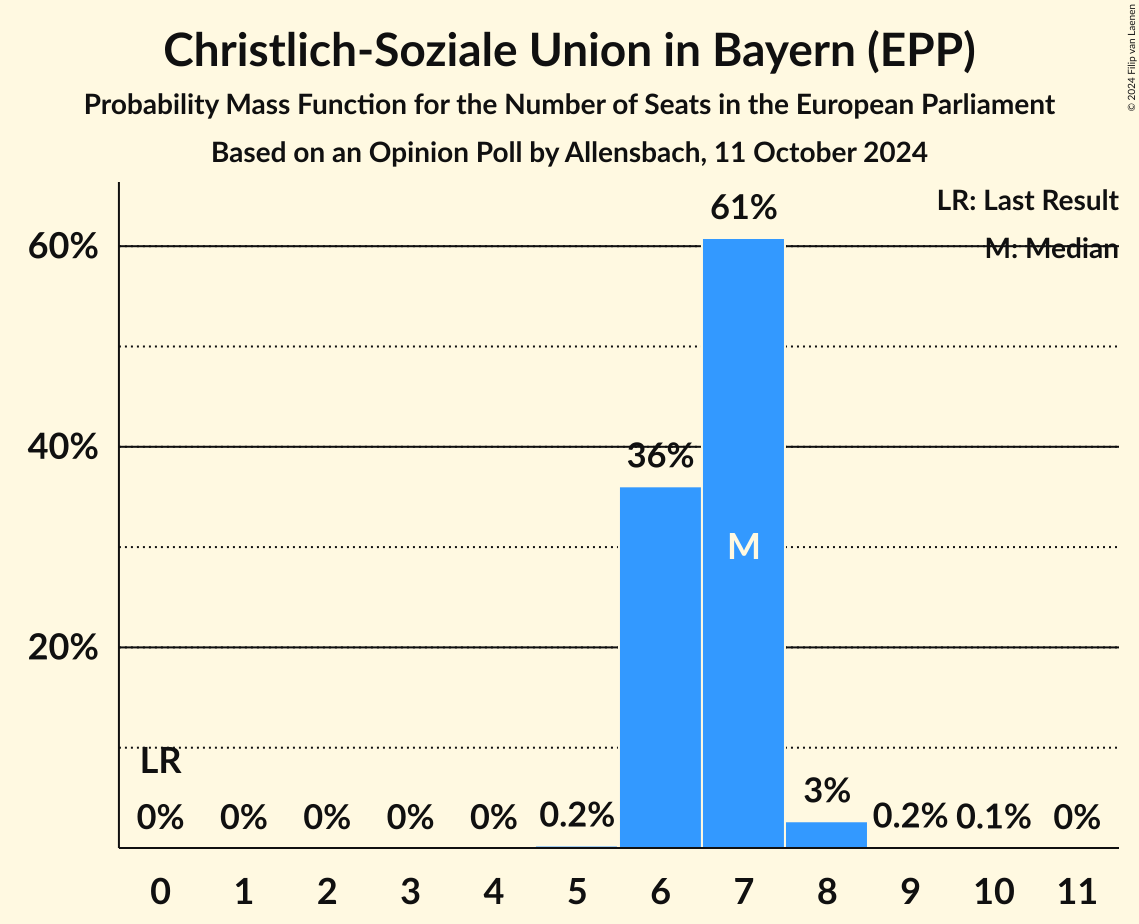 Christlich-Soziale Union in Bayern (EPP)
Probability Mass Function for the Number of Seats in the European Parliament
Based on an Opinion Poll by Allensbach, 11 October 2024
© 2024 Filip van Laenen
LR: Last Result
M: Median
61%
60%
40%
36%
M
20%
LR
3%
0% 0% 0% 0% 0% 0.2% 0.2% 0.1% 0%
0 1 2 3 4 5 6 7 8 9 10 11